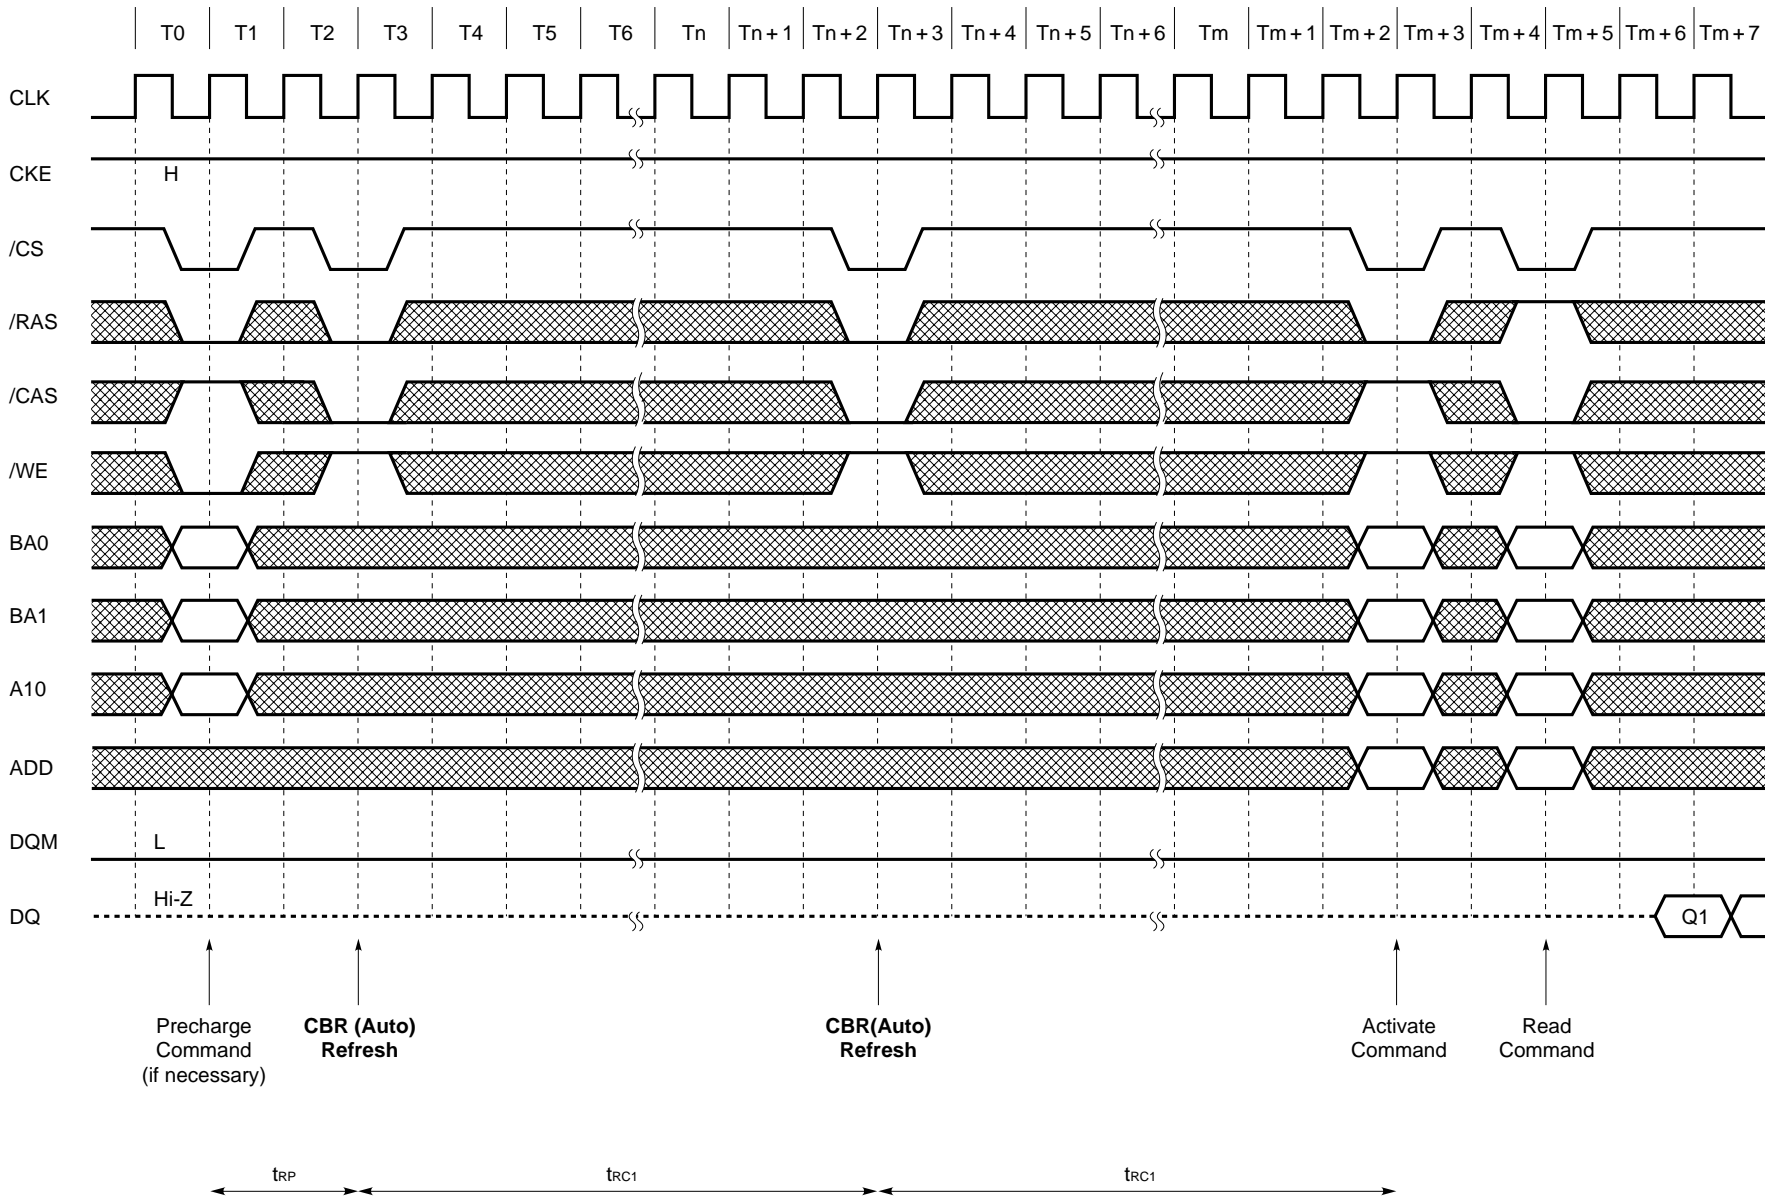 T0 T1 T2 T3 T4 T5 T6 Tn Tn + 1 Tn + 2 Tn + 3 Tn + 4 Tn + 5 Tn + 6 Tm Tm + 1 Tm + 2 Tm + 3 Tm + 4 Tm + 5 Tm + 6 Tm + 7
CLK
CKE
H
/CS
/RAS
/CAS
/WE
BA0
BA1
A10
ADD
DQM
L
DQ
Hi-Z
Q1
Precharge
Command
(if necessary)
CBR (Auto)
Refresh
CBR(Auto)
Refresh
Activate
Command
Read
Command
tRP
tRC1
tRC1